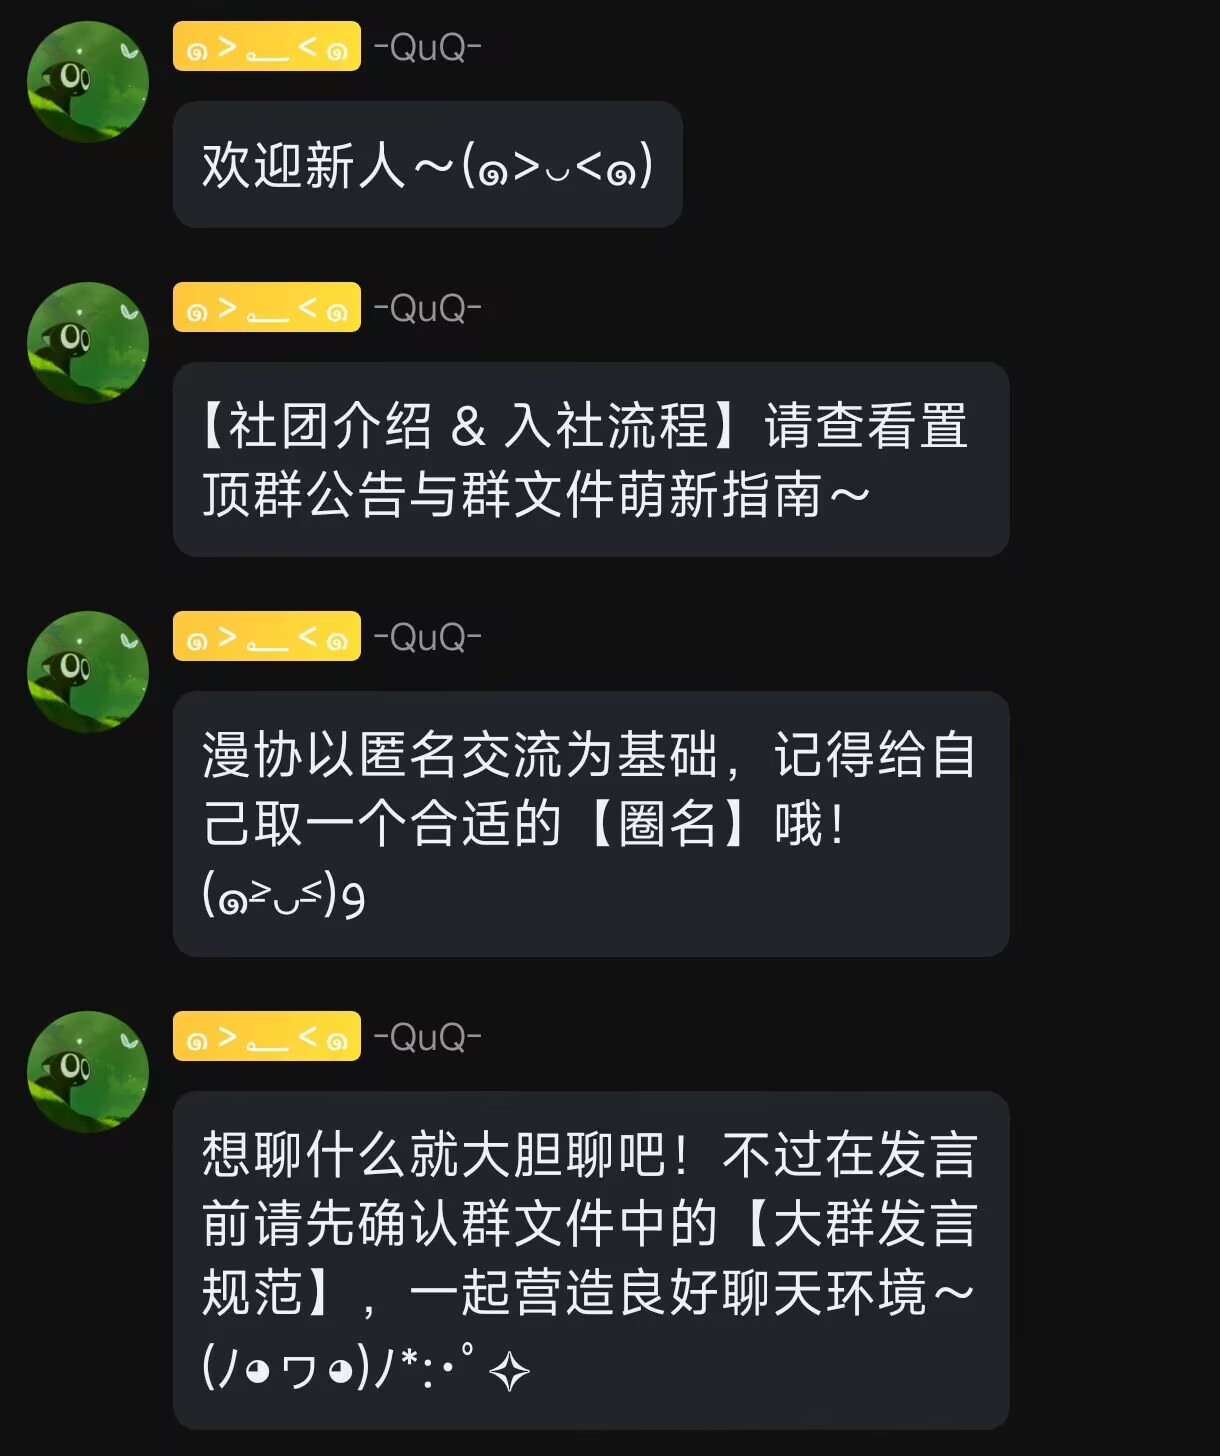 ๑ > ؂ < ๑ -QuQ-
欢迎新人～(๑>ᴗ<๑)
๑ > ؂ < ๑ -QuQ-
【社团介绍 & 入社流程】请查看置
顶群公告与群文件萌新指南～
๑ > ؂ < ๑ -QuQ-
漫协以匿名交流为基础，记得给自
己取一个合适的【圈名】哦！
(๑˃̵ᴗ˂̵)و
๑ > ؂ < ๑ -QuQ-
想聊什么就大胆聊吧！不过在发言
前请先确认群文件中的【大群发言
规范】，一起营造良好聊天环境～
(ﾉ◕ヮ◕)ﾉ*:･ﾟ✧